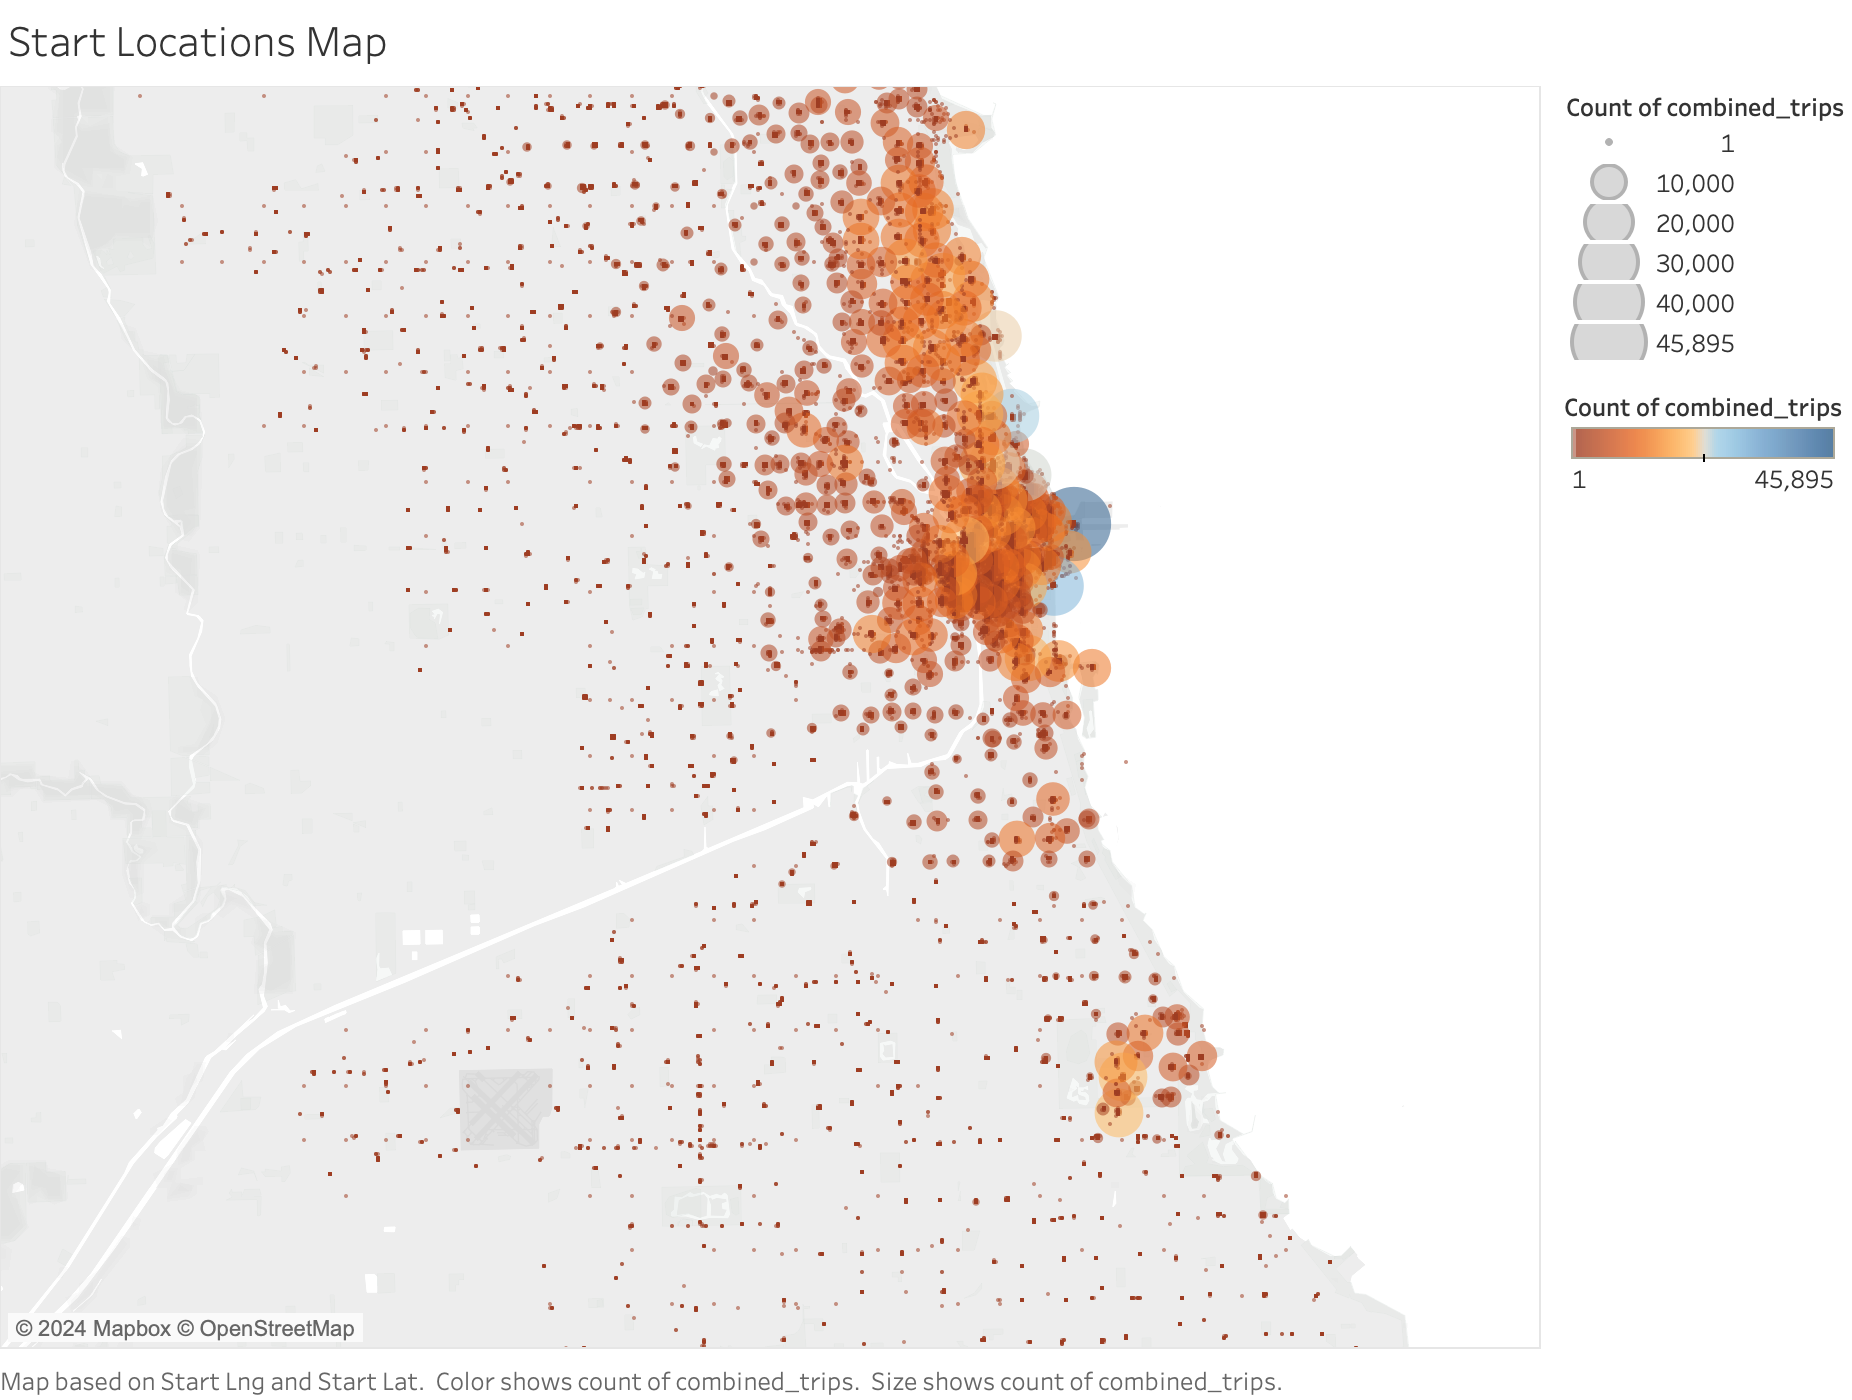 Start Locations Map
Count of combined_trips
1
10,000
20,000
30,000
40,000
45,895
Count of combined_trips
1 45,895
© 2024 Mapbox © OpenStreetMap
Map based on Start Lng and Start Lat. Color shows count of combined_trips. Size shows count of combined_trips.